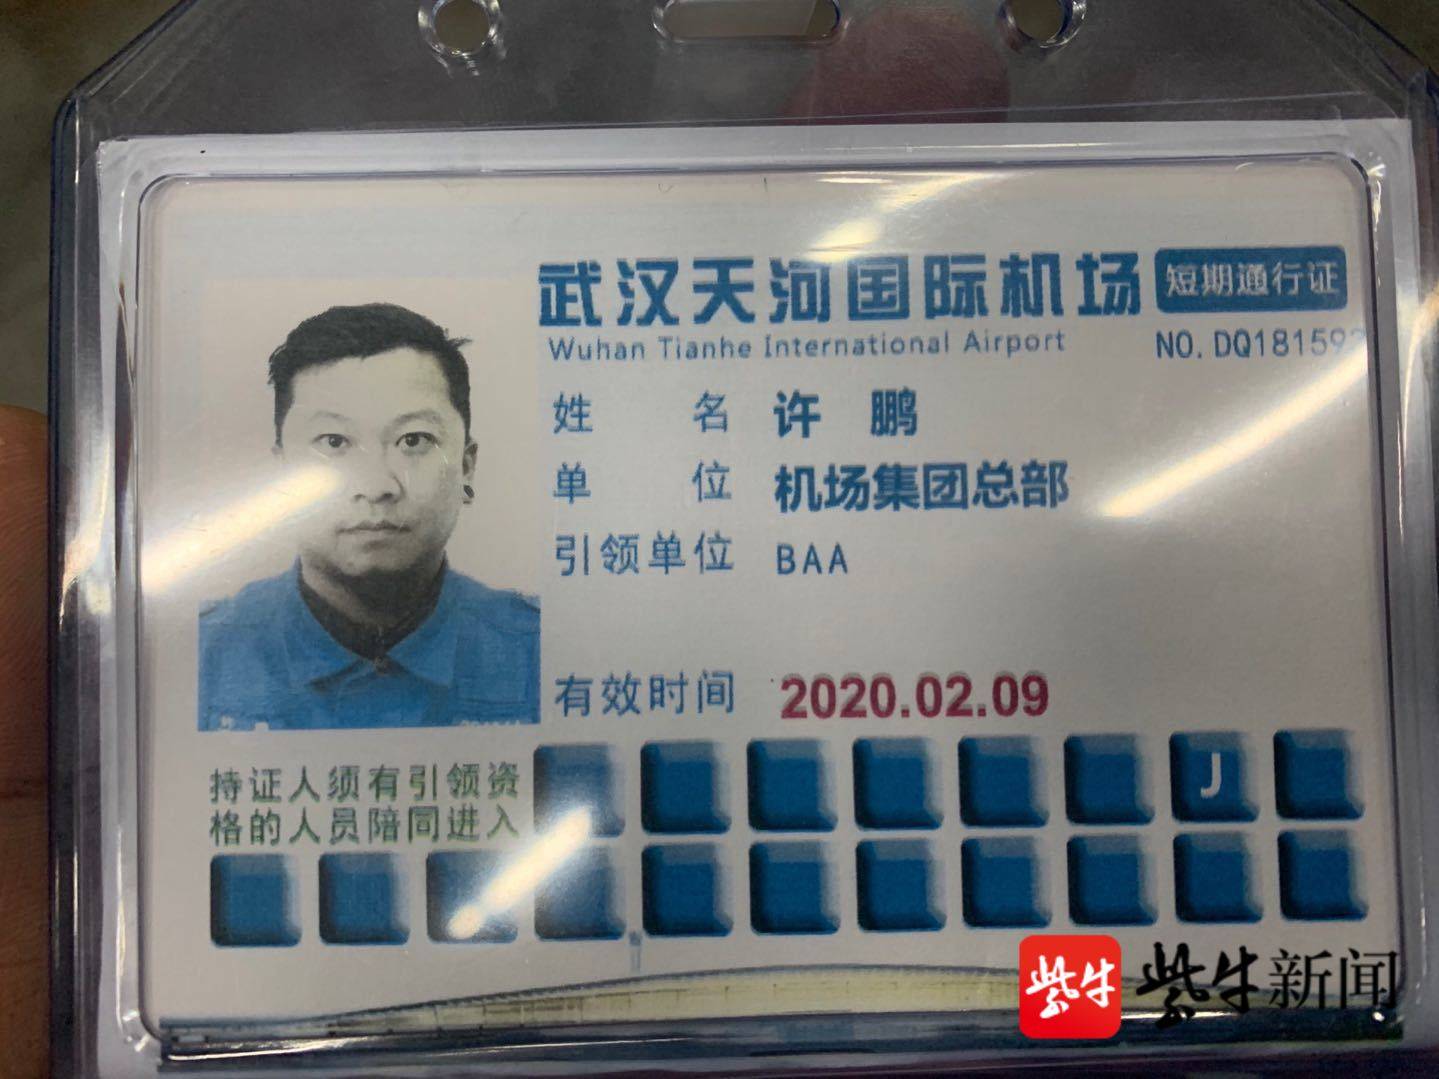 武汉天河国际机场 短期通行证
Wuhan Tianhe International Airport NO. DQ181592
姓 名 许 鹏
单 位 机场集团总部
引领单位 BAA
有效时间 2020.02.09
持证人须有引领资
格的人员陪同进入
J
紫牛 紫牛新闻